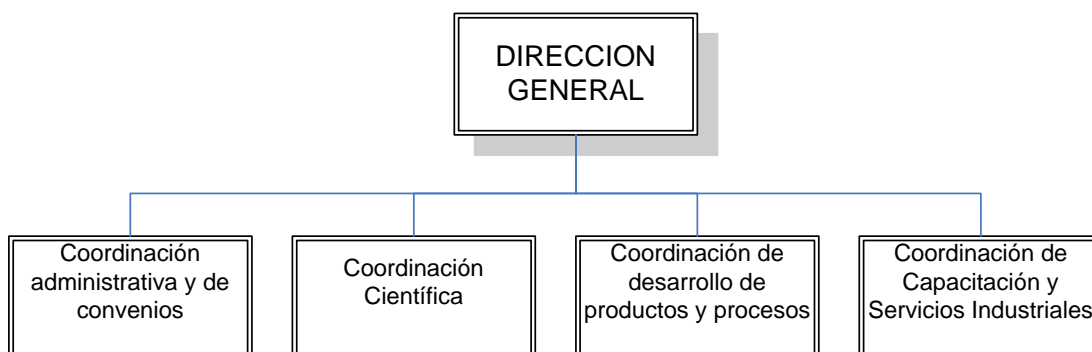 DIRECCION
GENERAL
Coordinación
administrativa y de
convenios
Coordinación
Científica
Coordinación de
desarrollo de
productos y procesos
Coordinación de
Capacitación y
Servicios Industriales